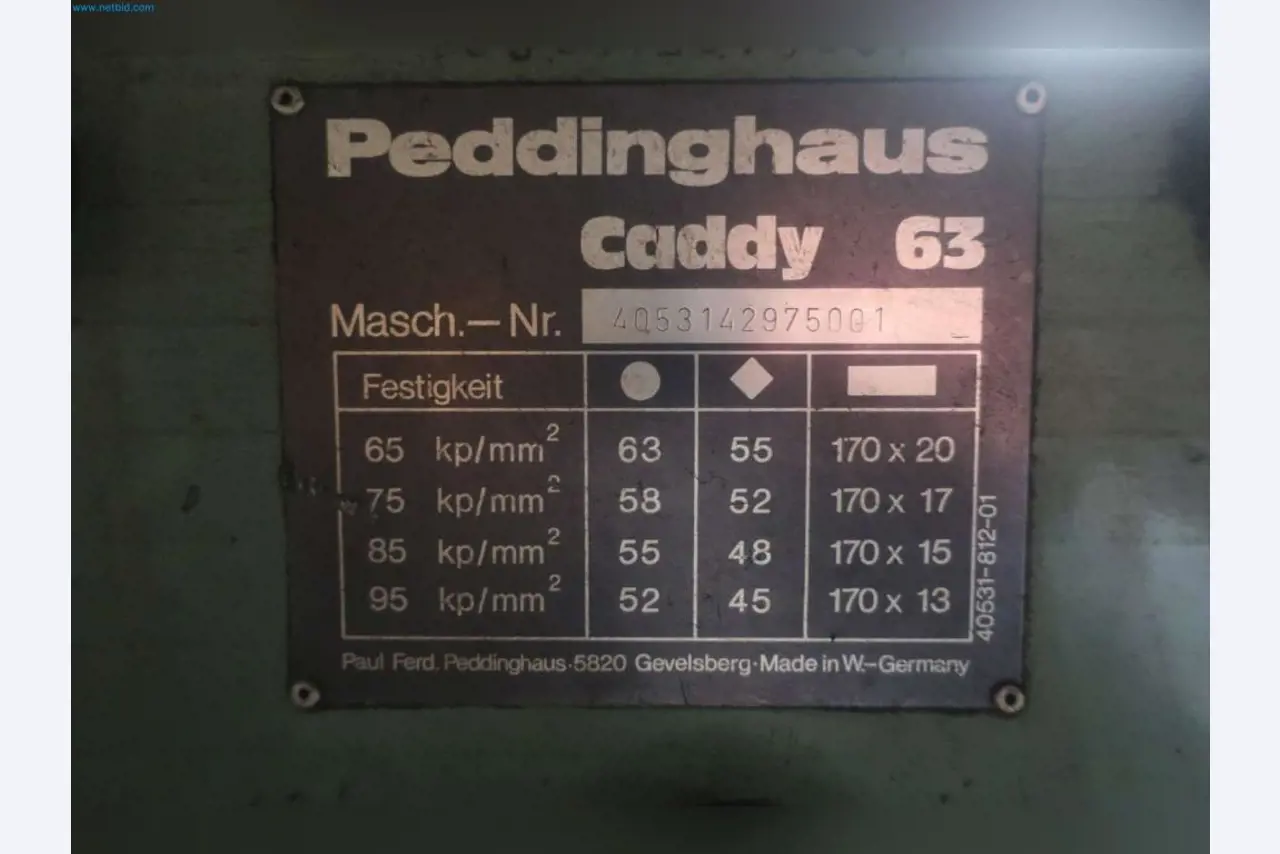 www.netbid.com
Peddinghaus
Caddy 63
Masch.–Nr. 4053142975001
Festigkeit
65 kp/mm² 63 55 170 x 20
75 kp/mm² 58 52 170 x 17
85 kp/mm² 55 48 170 x 15
95 kp/mm² 52 45 170 x 13
40531-812-01
Paul Ferd. Peddinghaus·5820 Gevelsberg·Made in W.–Germany